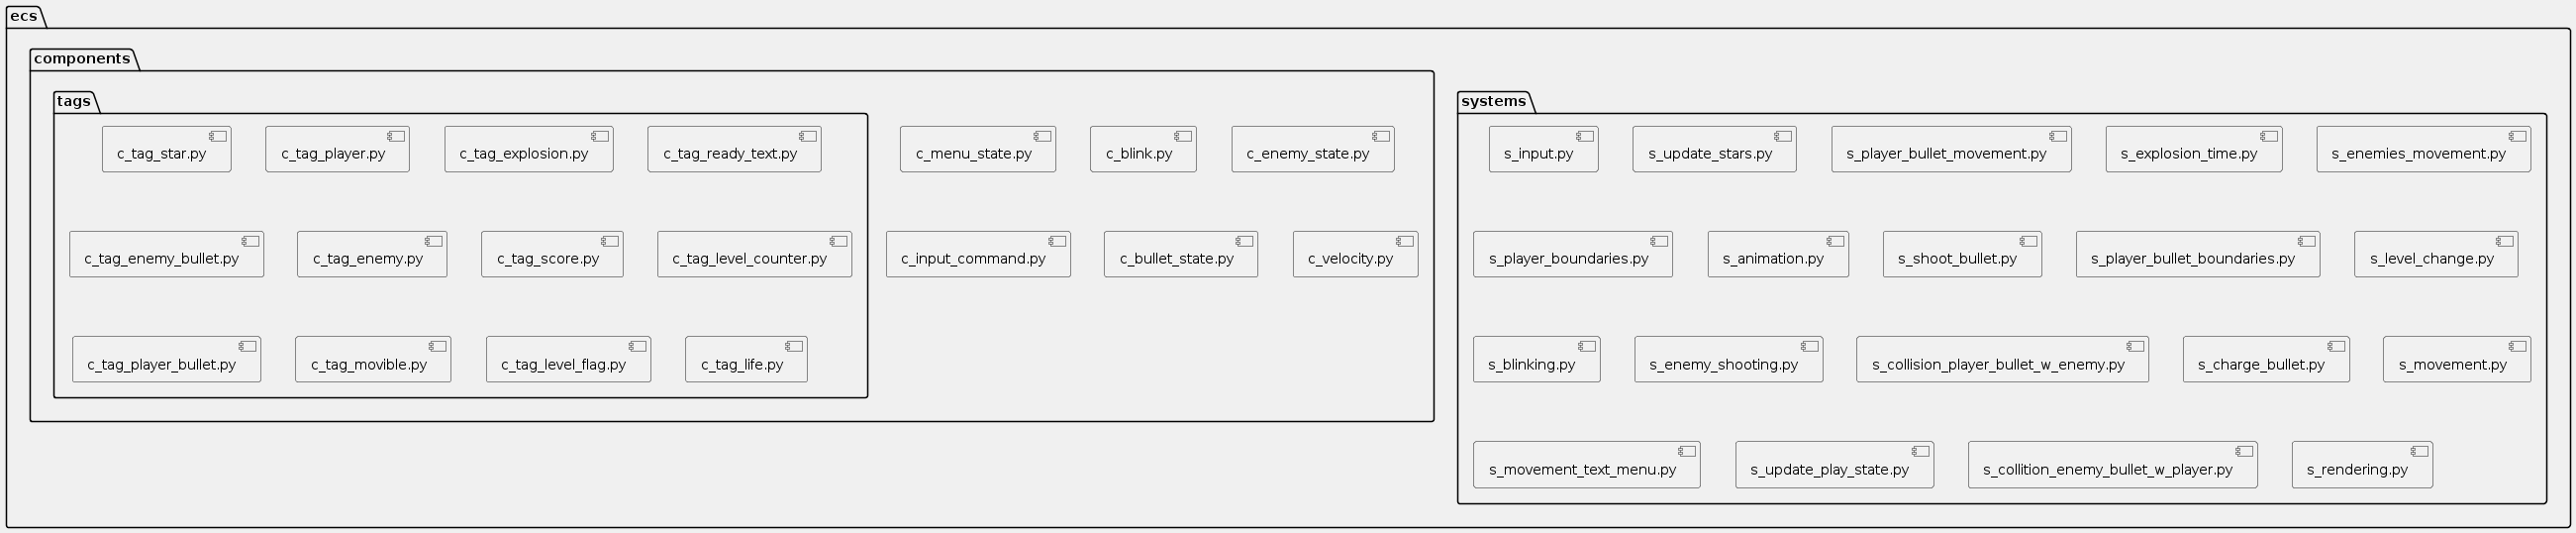 ecs
components
tags
c_tag_star.py
c_tag_player.py
c_tag_explosion.py
c_tag_ready_text.py
c_tag_enemy_bullet.py
c_tag_enemy.py
c_tag_score.py
c_tag_level_counter.py
c_tag_player_bullet.py
c_tag_movible.py
c_tag_level_flag.py
c_tag_life.py
c_menu_state.py
c_blink.py
c_enemy_state.py
c_input_command.py
c_bullet_state.py
c_velocity.py
systems
s_input.py
s_update_stars.py
s_player_bullet_movement.py
s_explosion_time.py
s_enemies_movement.py
s_player_boundaries.py
s_animation.py
s_shoot_bullet.py
s_player_bullet_boundaries.py
s_level_change.py
s_blinking.py
s_enemy_shooting.py
s_collision_player_bullet_w_enemy.py
s_charge_bullet.py
s_movement.py
s_movement_text_menu.py
s_update_play_state.py
s_collition_enemy_bullet_w_player.py
s_rendering.py